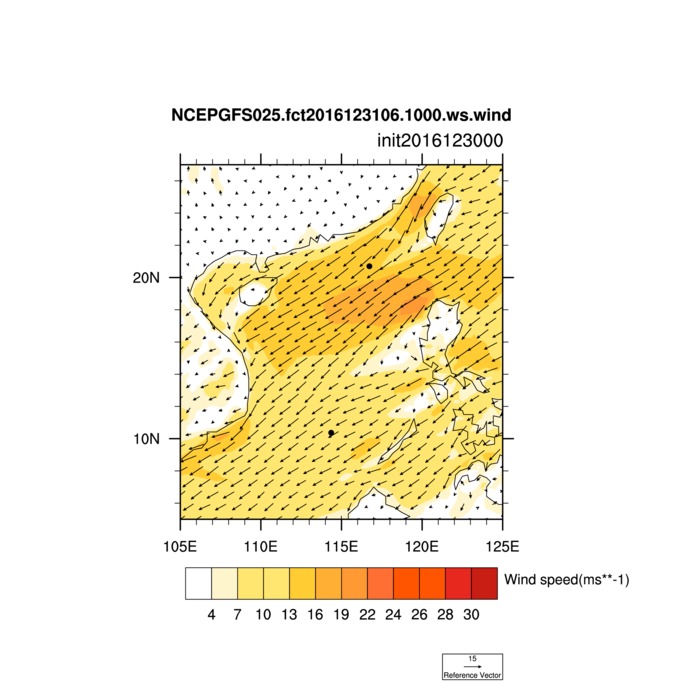 NCEPGFS025.fct2016123106.1000.ws.wind
init2016123000
20N
10N
105E 110E 115E 120E 125E
Wind speed(ms**-1)
4 7 10 13 16 19 22 24 26 28 30
15
Reference Vector